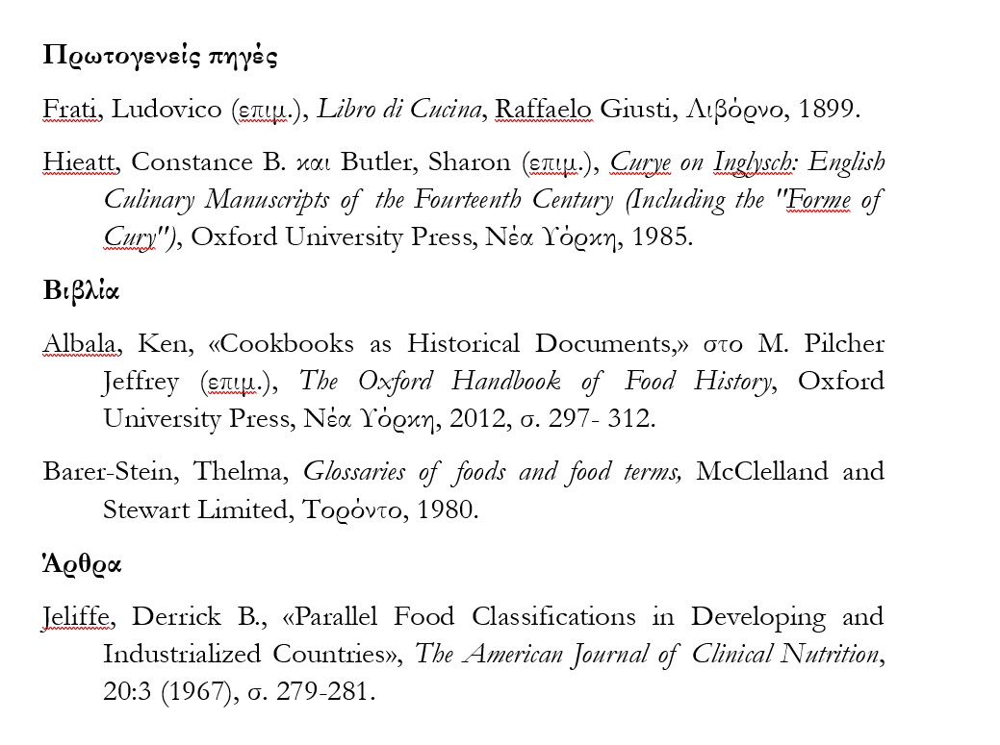 Πρωτογενείς πηγές
Frati, Ludovico (επιμ.), Libro di Cucina, Raffaelo Giusti, Λιβόρνο, 1899.
Hieatt, Constance B. και Butler, Sharon (επιμ.), Curye on Inglysch: English
Culinary Manuscripts of the Fourteenth Century (Including the "Forme of
Cury"), Oxford University Press, Νέα Υόρκη, 1985.
Βιβλία
Albala, Ken, «Cookbooks as Historical Documents,» στο M. Pilcher
Jeffrey (επιμ.), The Oxford Handbook of Food History, Oxford
University Press, Νέα Υόρκη, 2012, σ. 297- 312.
Barer-Stein, Thelma, Glossaries of foods and food terms, McClelland and
Stewart Limited, Τορόντο, 1980.
Άρθρα
Jeliffe, Derrick B., «Parallel Food Classifications in Developing and
Industrialized Countries», The American Journal of Clinical Nutrition,
20:3 (1967), σ. 279-281.